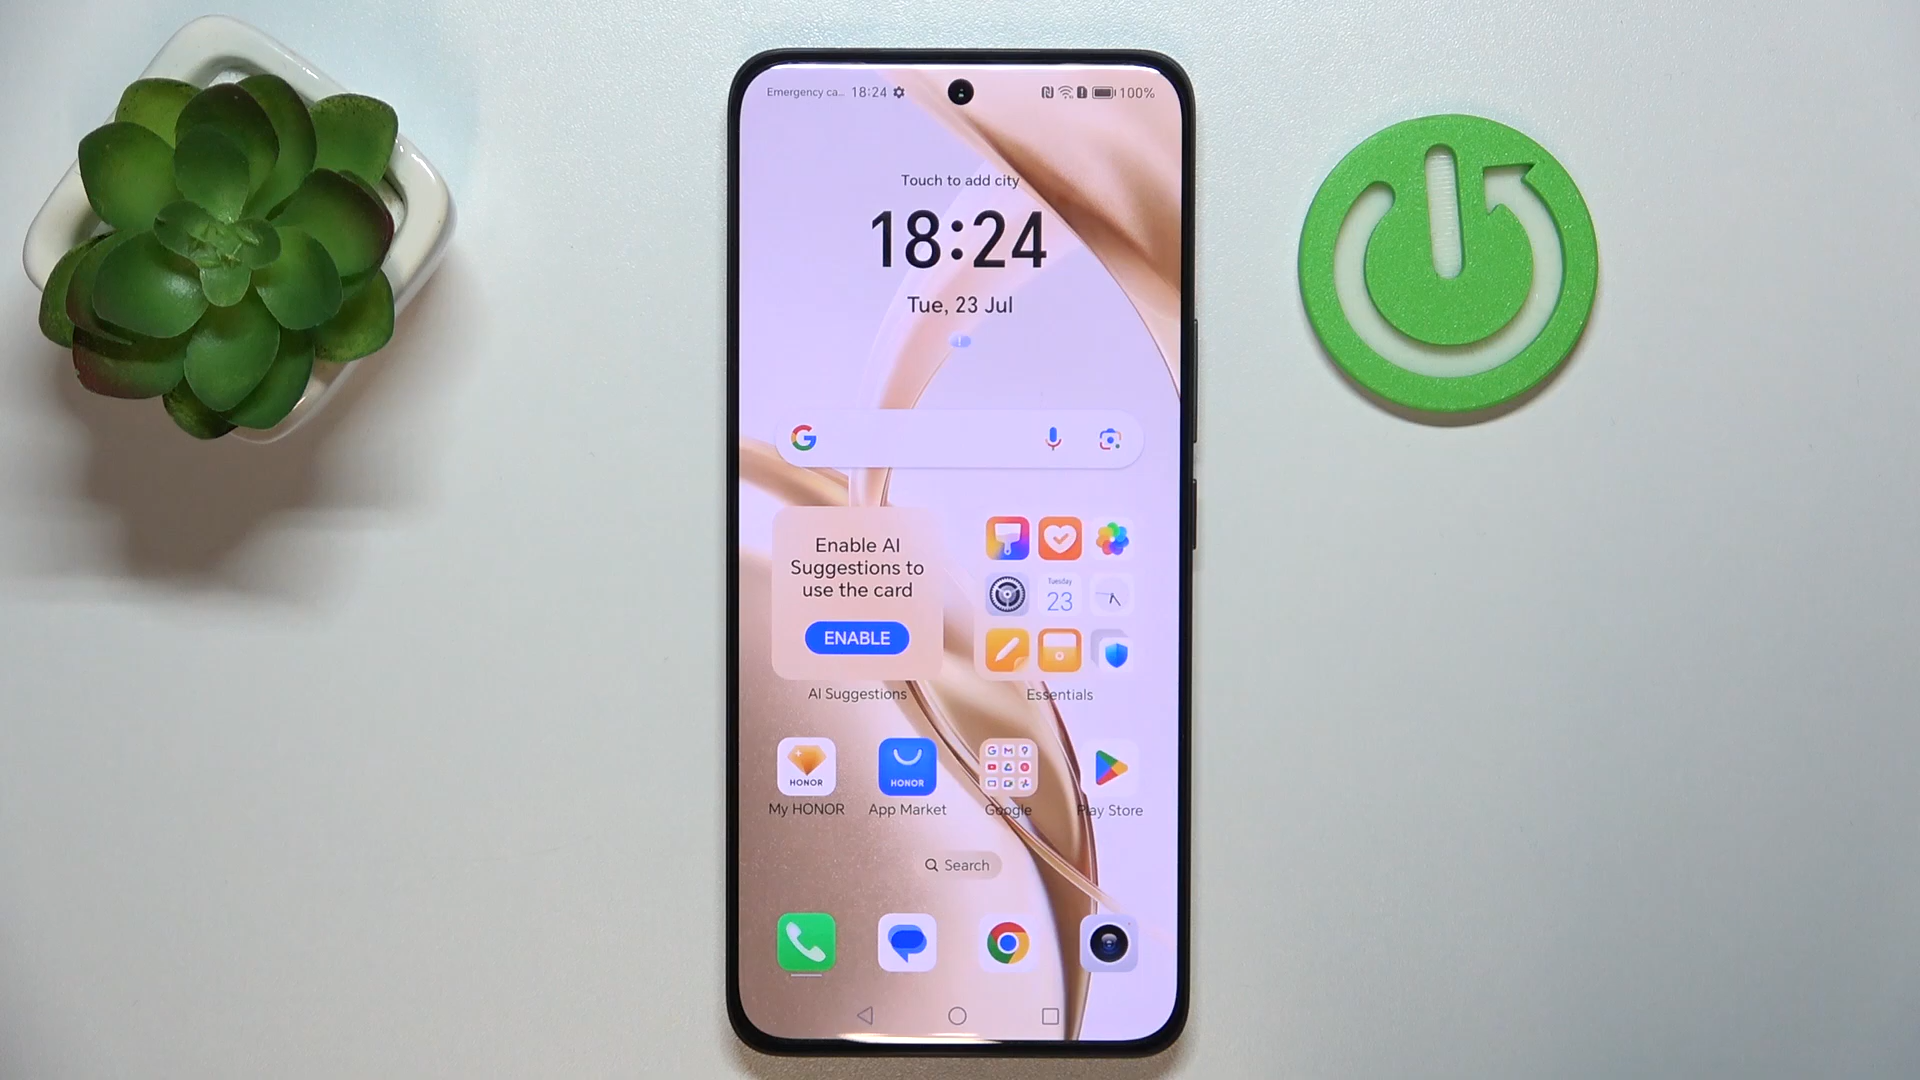 Emergency ca... 18:24
100%
Touch to add city
18:24
Tue, 23 Jul
Enable AI
Suggestions to
use the card
ENABLE
AI Suggestions
Tuesday
23
Essentials
HONOR
My HONOR
HONOR
App Market
Google
Play Store
Search